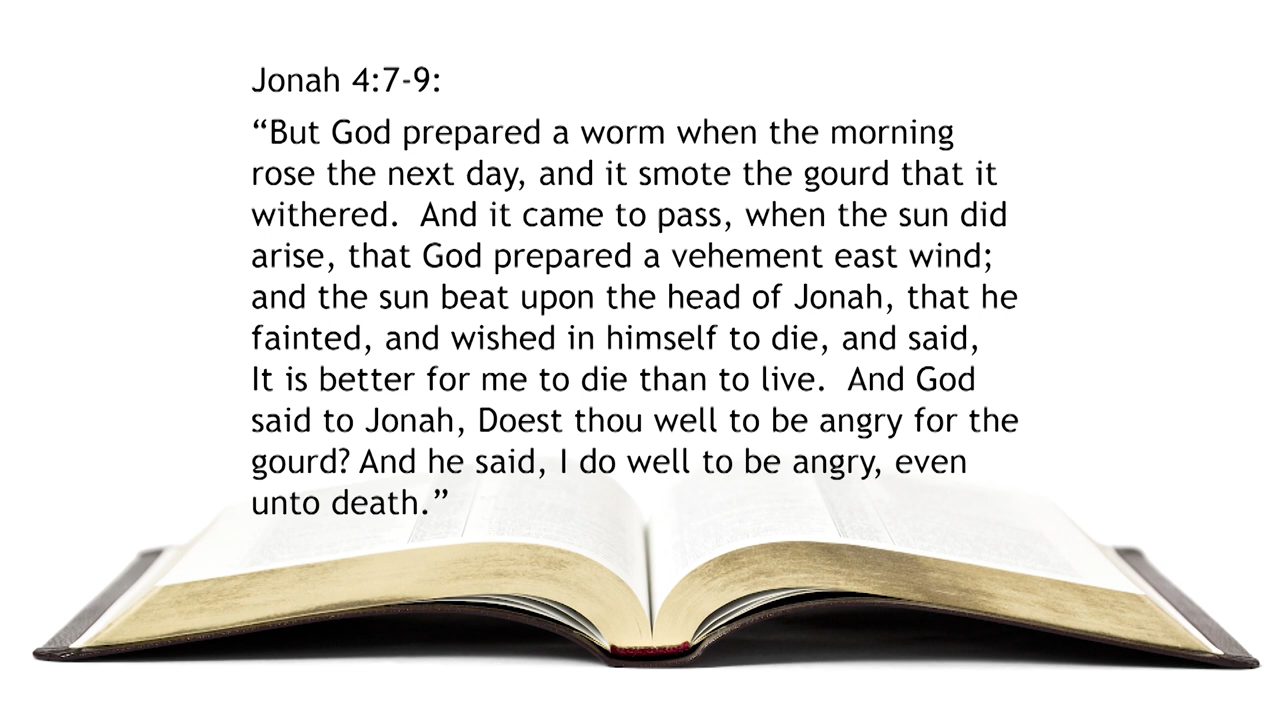 Jonah 4:7-9:
“But God prepared a worm when the morning
rose the next day, and it smote the gourd that it
withered.  And it came to pass, when the sun did
arise, that God prepared a vehement east wind;
and the sun beat upon the head of Jonah, that he
fainted, and wished in himself to die, and said,
It is better for me to die than to live.  And God
said to Jonah, Doest thou well to be angry for the
gourd? And he said, I do well to be angry, even
unto death.”